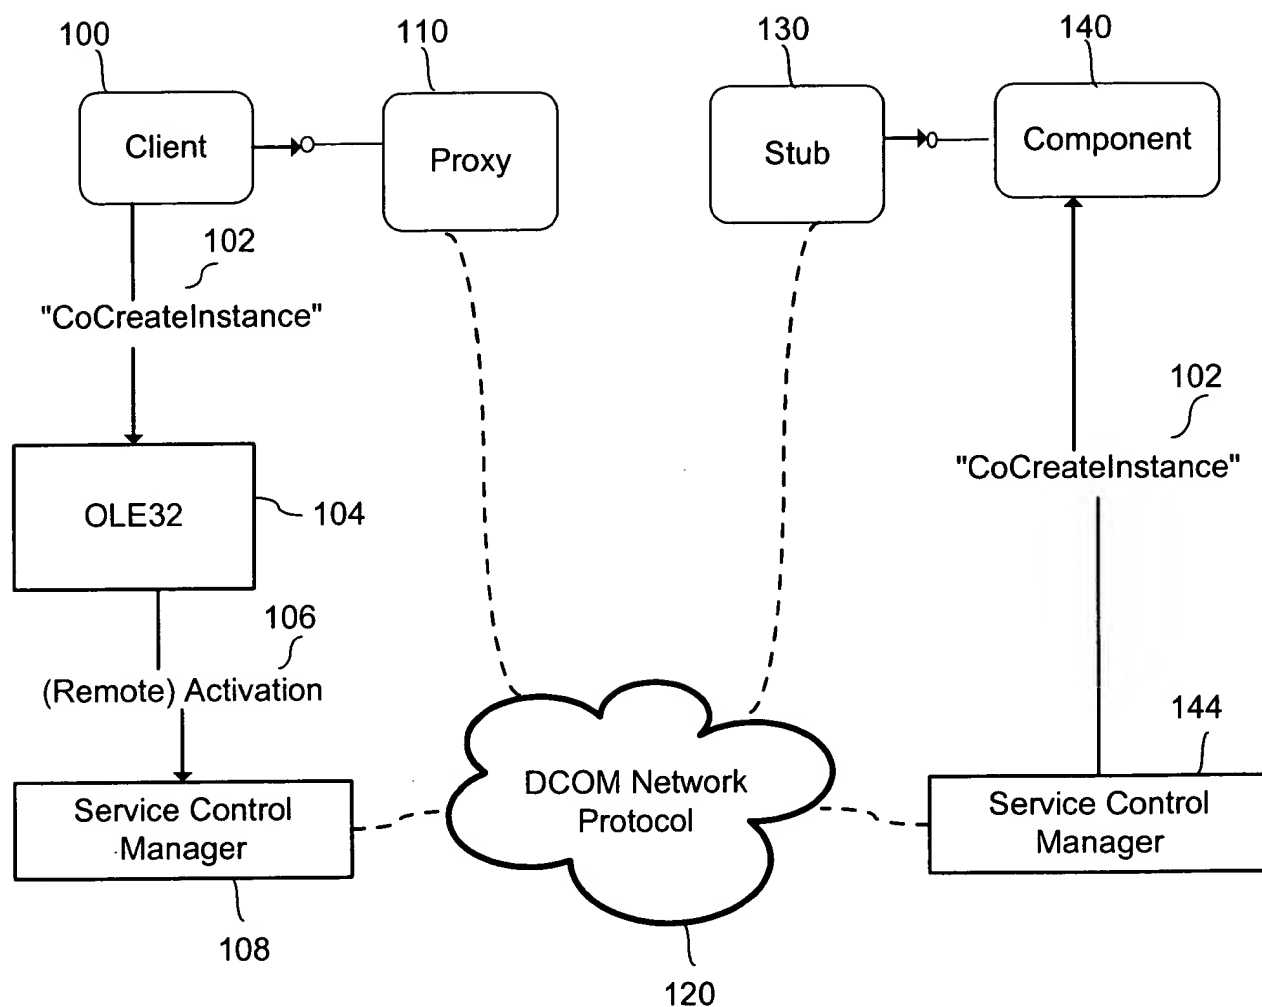 100
110
130
140
Client
Proxy
Stub
Component
102
"CoCreateInstance"
102
"CoCreateInstance"
OLE32
104
106
(Remote) Activation
144
Service Control
Manager
DCOM Network
Protocol
Service Control
Manager
108
120